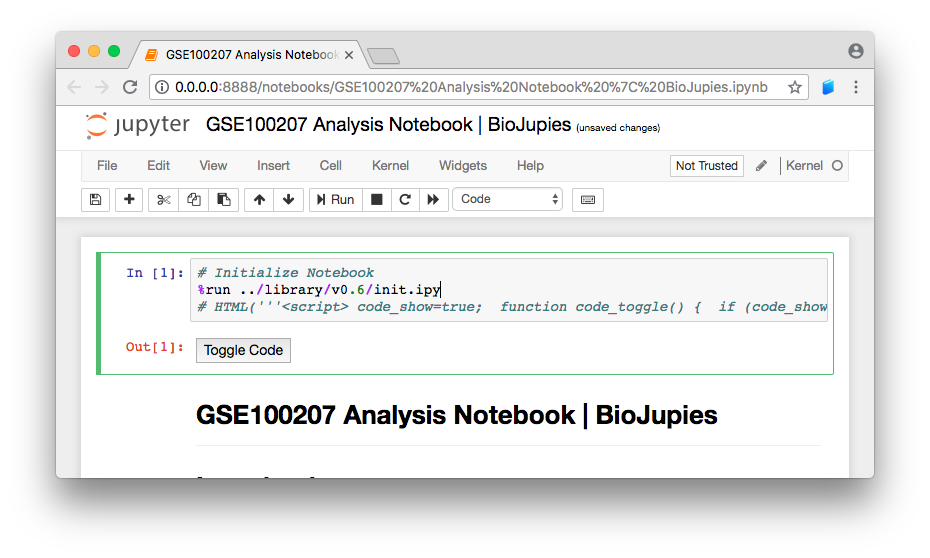 GSE100207 Analysis Notebook
0.0.0.0:8888/notebooks/GSE100207%20Analysis%20Notebook%20%7C%20BioJupies.ipynb
jupyter GSE100207 Analysis Notebook | BioJupies (unsaved changes)
File Edit View Insert Cell Kernel Widgets Help Not Trusted Kernel
Run Code
In [1]: # Initialize Notebook
%run ../library/v0.6/init.ipy
# HTML('''<script> code_show=true;  function code_toggle() {  if (code_show
Out[1]: Toggle Code
GSE100207 Analysis Notebook | BioJupies